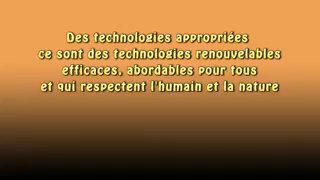 Des technologies appropriées
ce sont des technologies renouvelables
efficaces, abordables pour tous
et qui respectent l'humain et la nature